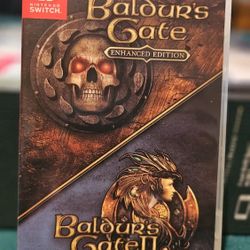 NINTENDO
SWITCH.
BALDUR'S
GATE
ENHANCED EDITION
BALDUR'S
GATE II